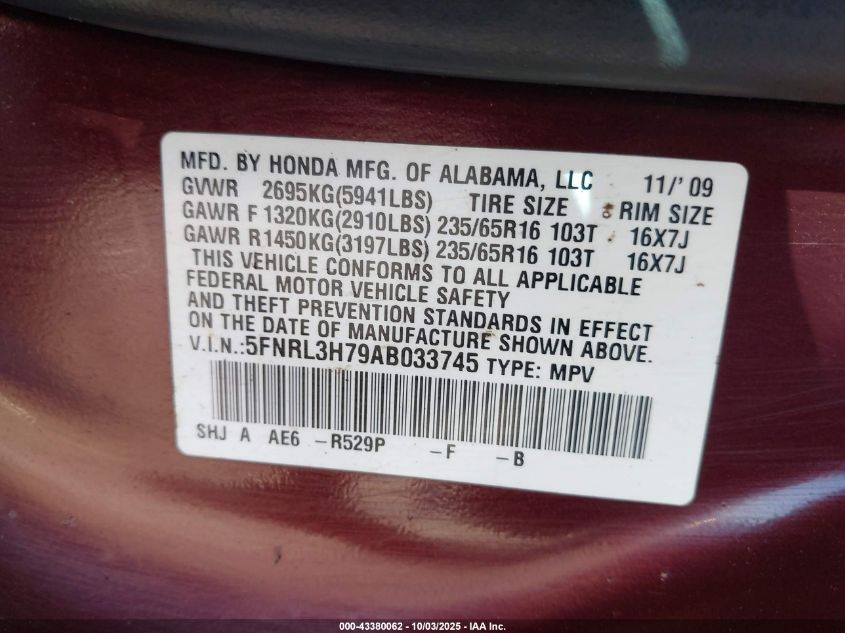 MFD. BY HONDA MFG. OF ALABAMA, LLC 11/'09
GVWR 2695KG(5941LBS) TIRE SIZE RIM SIZE
GAWR F 1320KG(2910LBS) 235/65R16 103T 16X7J
GAWR R 1450KG(3197LBS) 235/65R16 103T 16X7J
THIS VEHICLE CONFORMS TO ALL APPLICABLE
FEDERAL MOTOR VEHICLE SAFETY
AND THEFT PREVENTION STANDARDS IN EFFECT
ON THE DATE OF MANUFACTURE SHOWN ABOVE.
V.I.N.:5FNRL3H79AB033745 TYPE: MPV
SHJ A AE6 -R529P -F -B
000-43380062 - 10/03/2025 - IAA Inc.